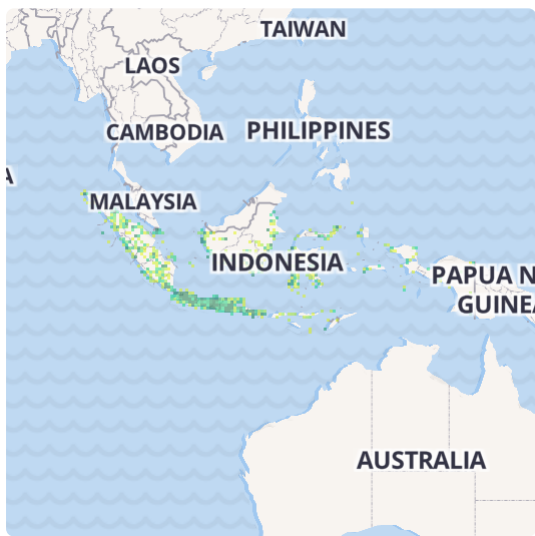 TAIWAN
LAOS
CAMBODIA
PHILIPPINES
A
MALAYSIA
INDONESIA
PAPUA N
GUINEA
AUSTRALIA